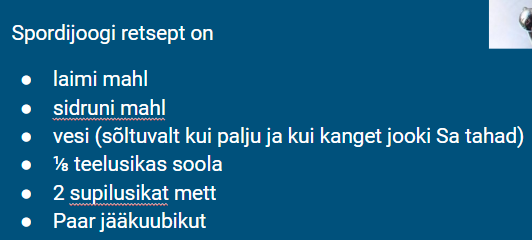 Spordijoogi retsept on
● laimi mahl
● sidruni mahl
● vesi (sõltuvalt kui palju ja kui kanget jooki Sa tahad)
● ⅛ teelusikas soola
● 2 supilusikat mett
● Paar jääkuubikut